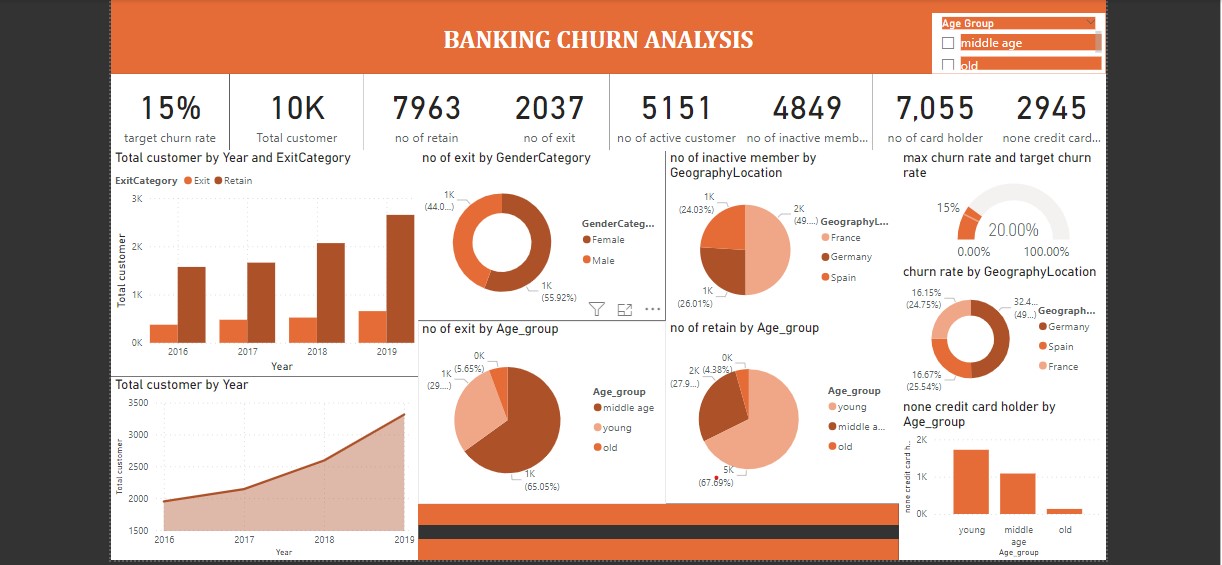 BANKING CHURN ANALYSIS
Age Group
middle age
old
15%
target churn rate
10K
Total customer
7963
no of retain
2037
no of exit
5151
no of active customer
4849
no of inactive memb...
7,055
no of card holder
2945
none credit card...
Total customer by Year and ExitCategory
ExitCategory Exit Retain
Total customer
3K
2K
1K
0K
2016 2017 2018 2019
Year
Total customer by Year
Total customer
3500
3000
2500
2000
1500
2016 2017 2018 2019
Year
no of exit by GenderCategory
1K
(44.0...)
1K
(55.92%)
GenderCateg...
Female
Male
no of exit by Age_group
0K
(5.65%)
1K
(29....)
1K
(65.05%)
Age_group
middle age
young
old
no of inactive member by
GeographyLocation
1K
(24.03%)
2K
(49....)
1K
(26.01%)
GeographyL...
France
Germany
Spain
no of retain by Age_group
0K
(4.38%)
2K
(27.9...)
5K
(67.69%)
Age_group
young
middle a...
old
max churn rate and target churn
rate
15%
20.00%
0.00% 100.00%
churn rate by GeographyLocation
16.15%
(24.75%)
32.4...
(49....)
16.67%
(25.54%)
Geograph...
Germany
Spain
France
none credit card holder by
Age_group
none credit card h...
2K
1K
0K
young middle old
age
Age_group